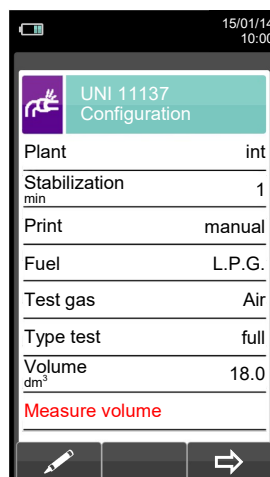 15/01/14
10:00
UNI 11137
Configuration
Plant int
Stabilization 1
min
Print manual
Fuel L.P.G.
Test gas Air
Type test full
Volume 18.0
dm³
Measure volume